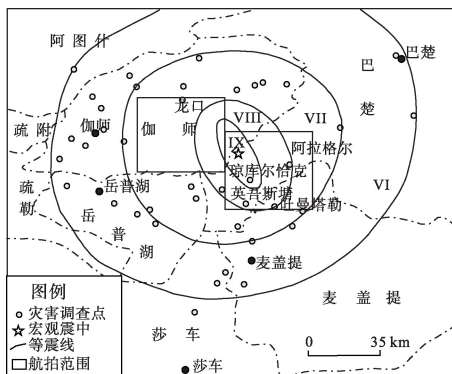 阿图什
巴楚
巴
楚
龙口
VIII
VII
疏附
伽师
伽
师
IX
阿拉格尔
琼库尔恰克
VI
疏
勒
岳普湖
英吾斯塘
吐曼塔勒
岳
普
湖
麦盖提
图例
灾害调查点
宏观震中
等震线
航拍范围
莎车
麦盖提
莎车
0
35 km